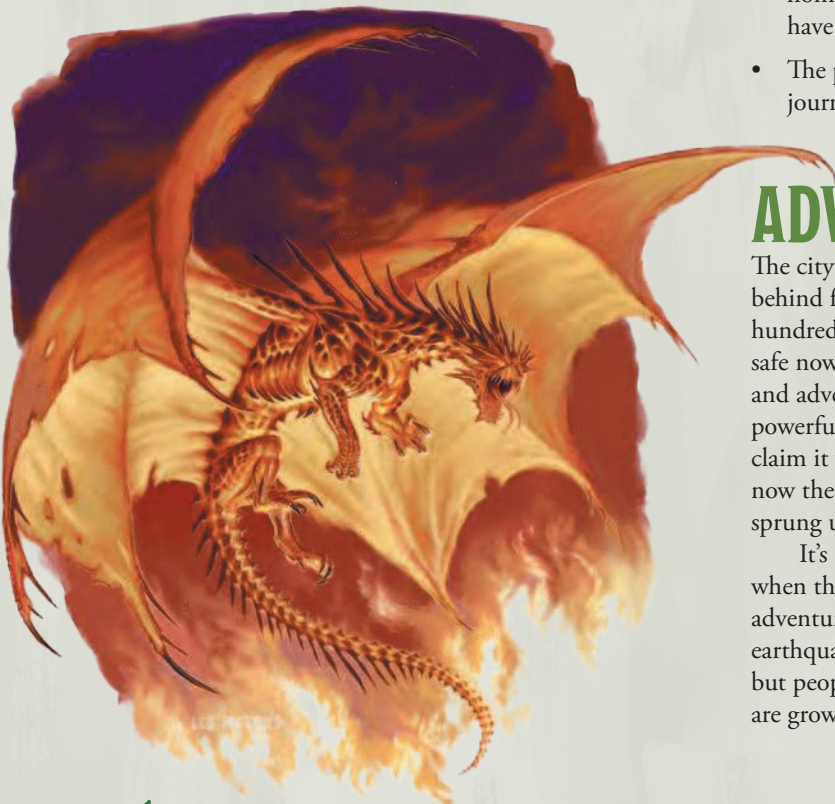 have
• The p
journ
ADV
The city
behind f
hundred
safe now
and adve
powerfu
claim it
now the
sprung u
It's
when th
adventu
earthqua
but peop
are grow